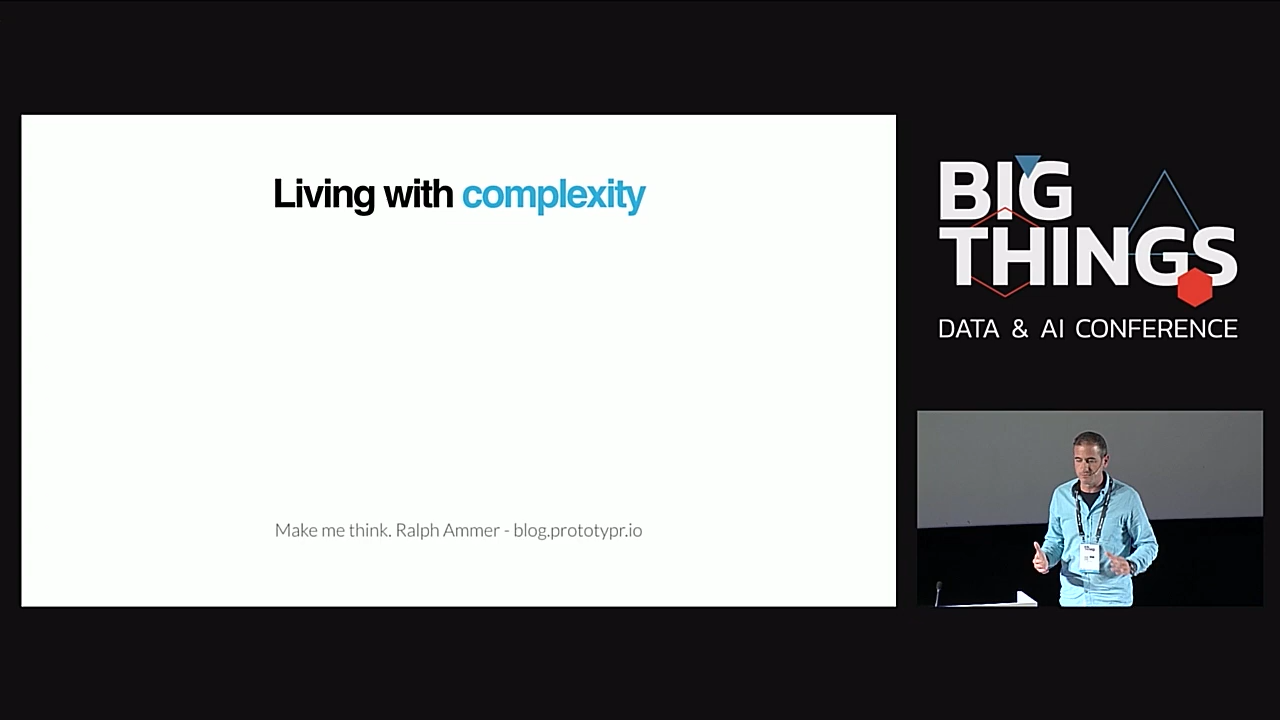 Living with complexity
Make me think. Ralph Ammer - blog.prototypr.io
BIG
THINGS
DATA & AI CONFERENCE